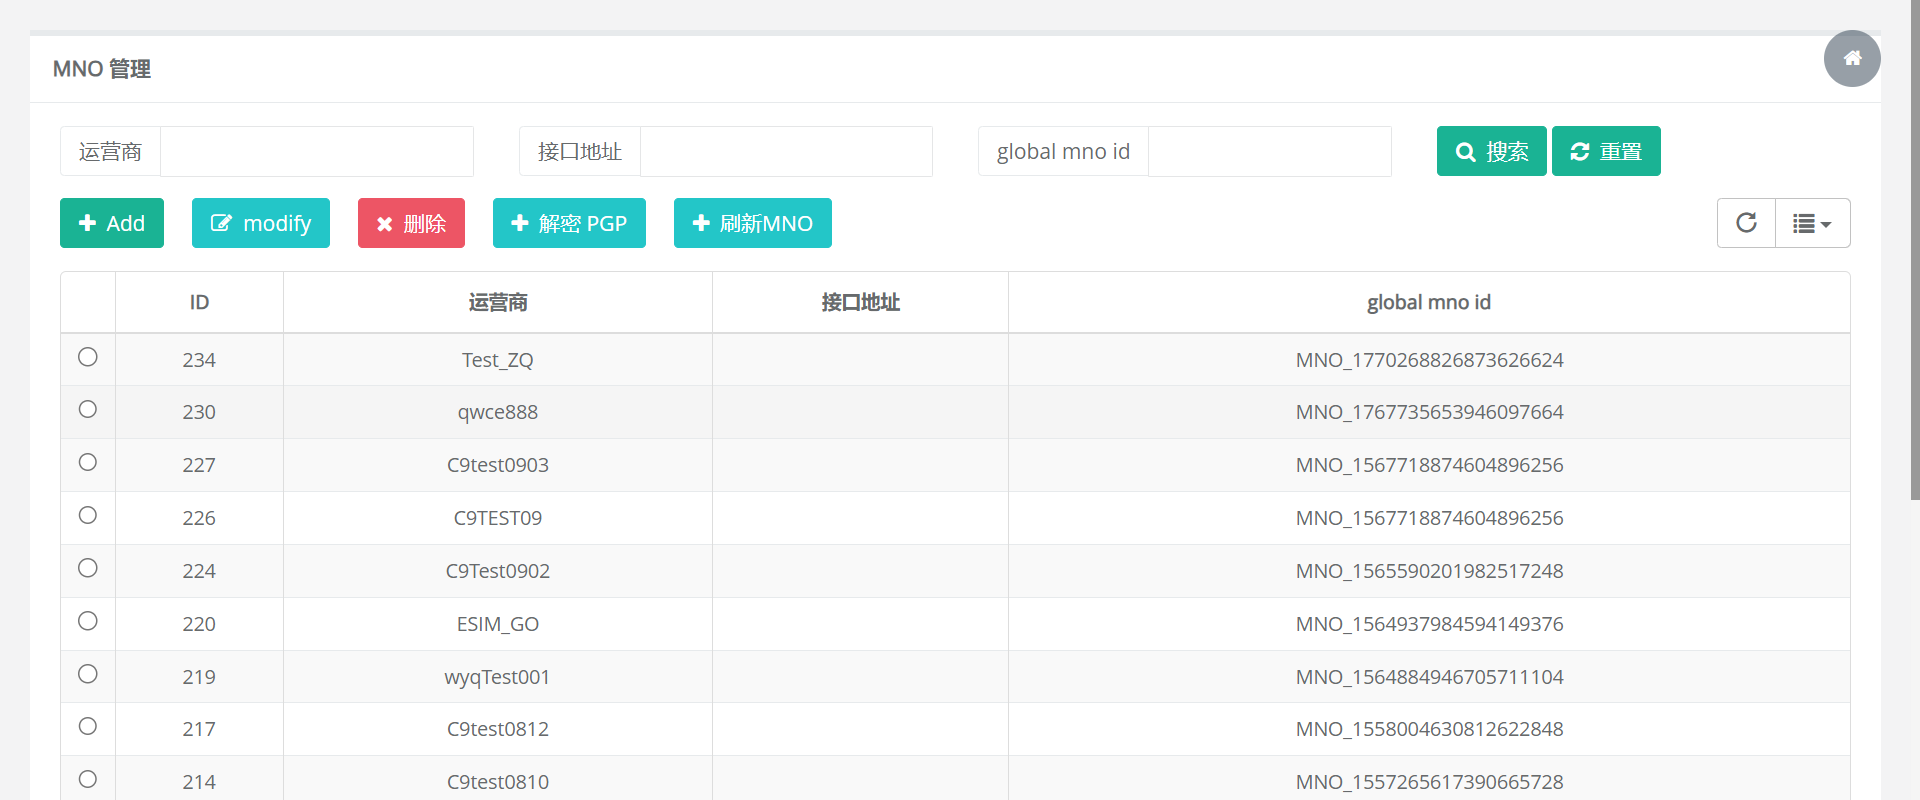 MNO 管理
运营商 接口地址 global mno id 搜索 重置
Add modify 删除 解密 PGP 刷新MNO
ID 运营商 接口地址 global mno id
234 Test_ZQ MNO_1770268826873626624
230 qwce888 MNO_1767735653946097664
227 C9test0903 MNO_1567718874604896256
226 C9TEST09 MNO_1567718874604896256
224 C9Test0902 MNO_1565590201982517248
220 ESIM_GO MNO_1564937984594149376
219 wyqTest001 MNO_1564884946705711104
217 C9test0812 MNO_1558004630812622848
214 C9test0810 MNO_1557265617390665728